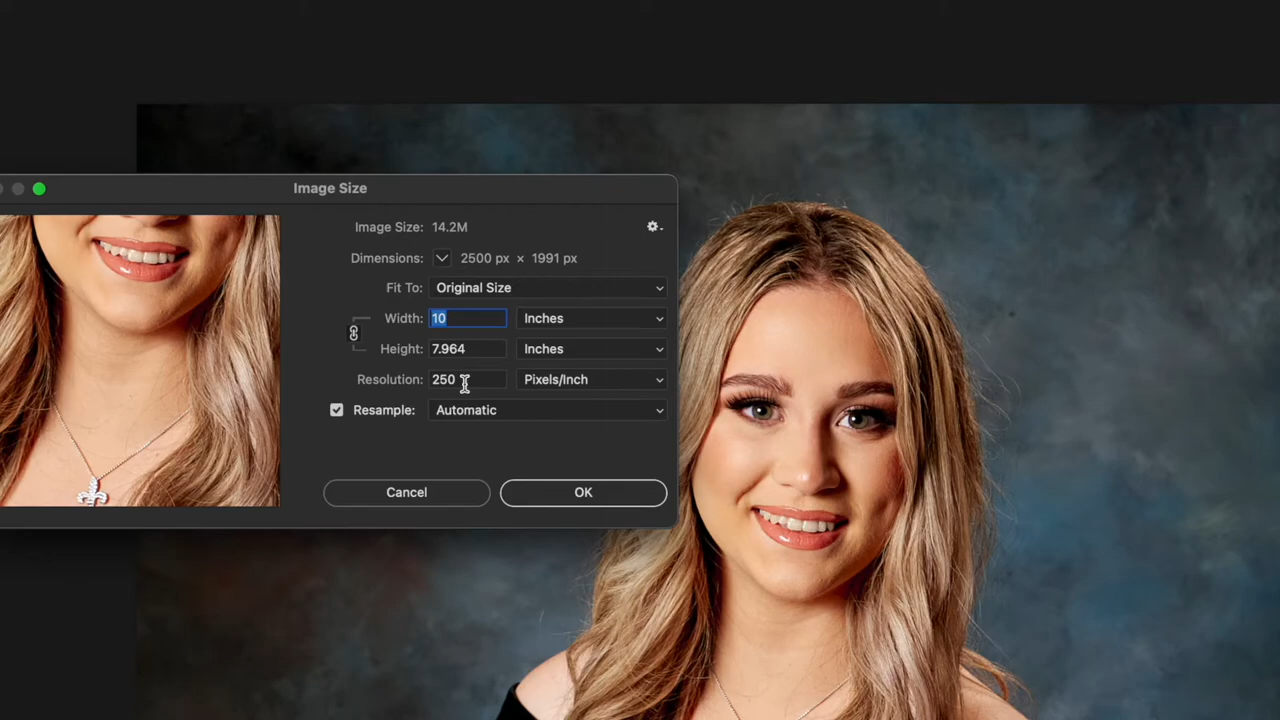 Image Size
Image Size: 14.2M
Dimensions: 2500 px × 1991 px
Fit To: Original Size
Width: 10 Inches
Height: 7.964 Inches
Resolution: 250 Pixels/Inch
Resample: Automatic
Cancel OK